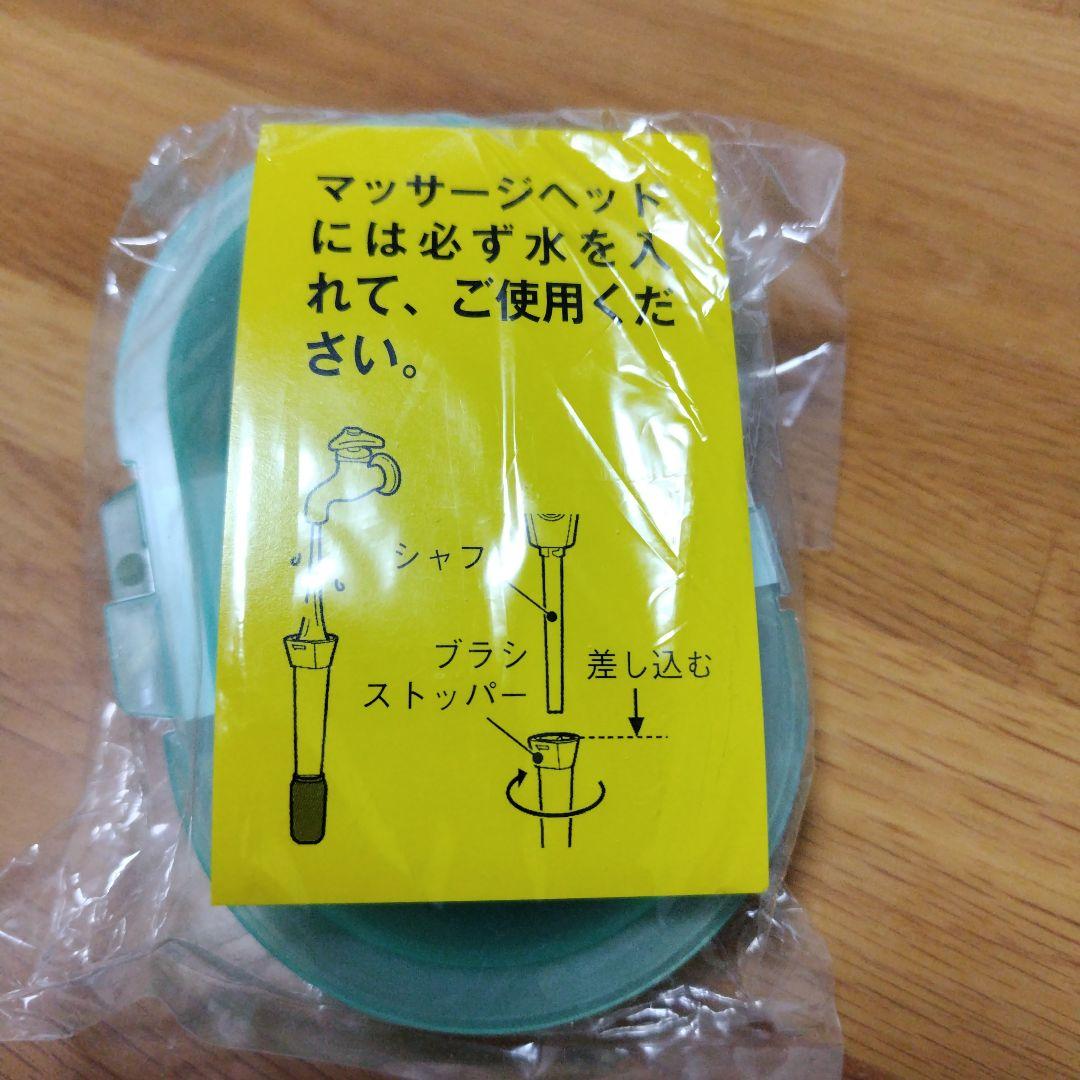 マッサージヘッド
には必ず水を入
れて、ご使用くだ
さい。
シャフ
ブラシ
ストッパー
差し込む